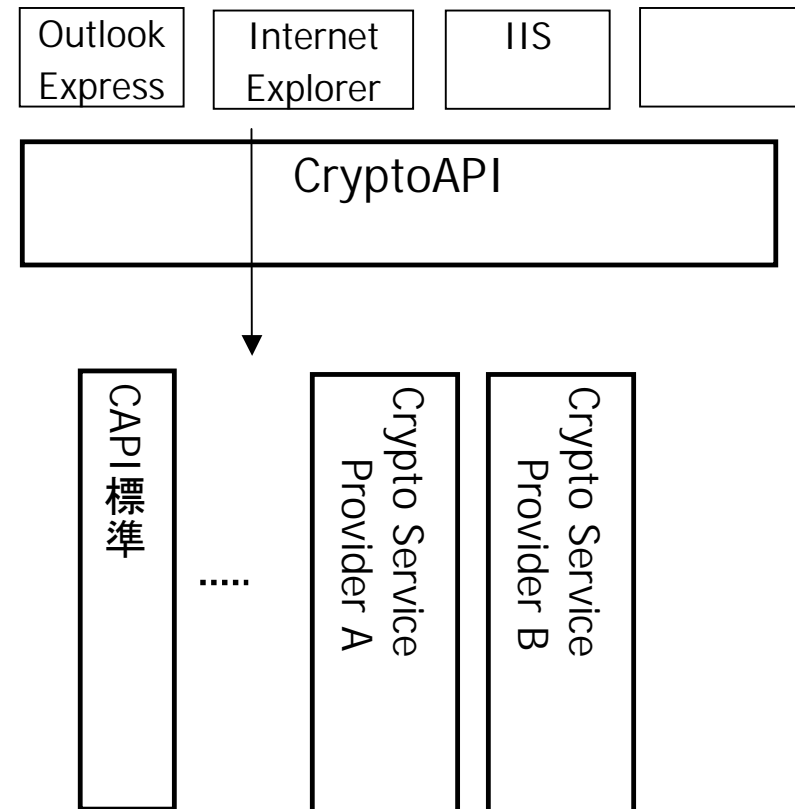 Outlook
Express
Internet
Explorer
IIS
CryptoAPI
CAPI標準
.....
Crypto Service
Provider A
Crypto Service
Provider B